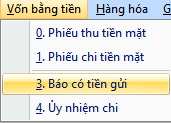 Vốn bằng tiền Hàng hóa G
0. Phiếu thu tiền mặt
1. Phiếu chi tiền mặt
3. Báo có tiền gửi
4. Ủy nhiệm chi